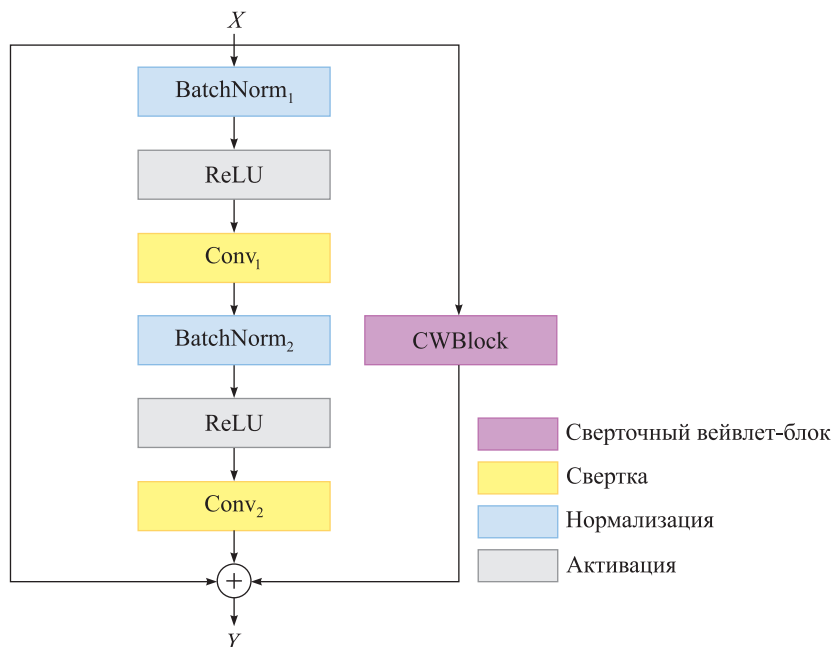 X
BatchNorm₁
ReLU
Conv₁
BatchNorm₂
CWBlock
ReLU
Conv₂
+
Y
Сверточный вейвлет-блок
Свертка
Нормализация
Активация